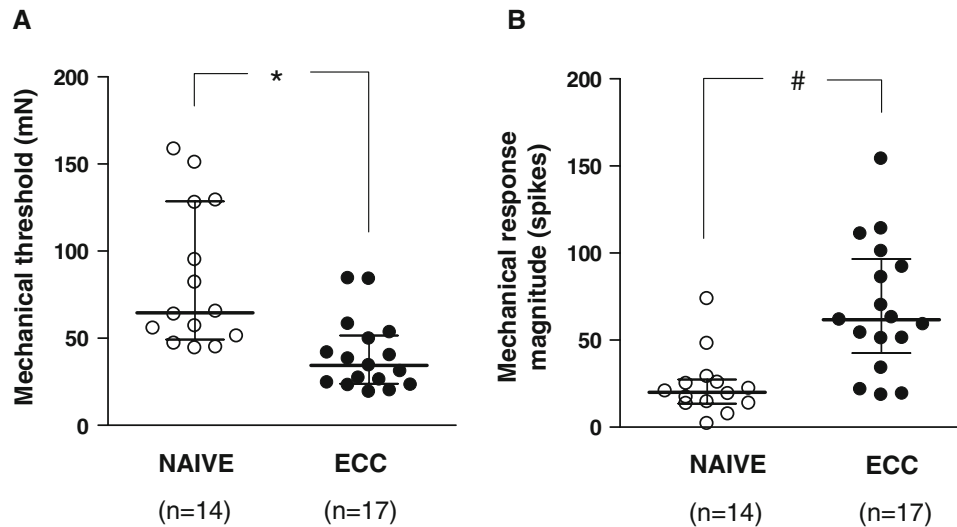 A
Mechanical threshold (mN)
200
150
100
50
0
*
NAIVE
ECC
(n=14)
(n=17)
B
Mechanical response
magnitude (spikes)
200
150
100
50
0
#
NAIVE
ECC
(n=14)
(n=17)